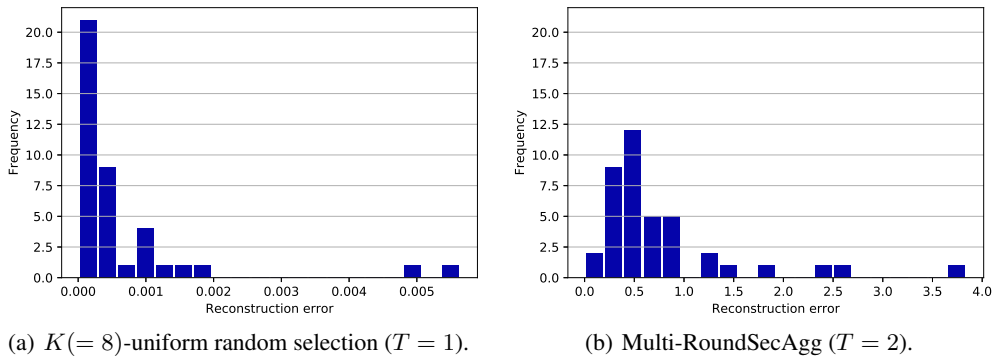 20.0
17.5
15.0
12.5
10.0
7.5
5.0
2.5
0.0
Frequency
0.000 0.001 0.002 0.003 0.004 0.005
Reconstruction error
(a) K(= 8)-uniform random selection (T = 1).
20.0
17.5
15.0
12.5
10.0
7.5
5.0
2.5
0.0
Frequency
0.0 0.5 1.0 1.5 2.0 2.5 3.0 3.5 4.0
Reconstruction error
(b) Multi-RoundSecAgg (T = 2).